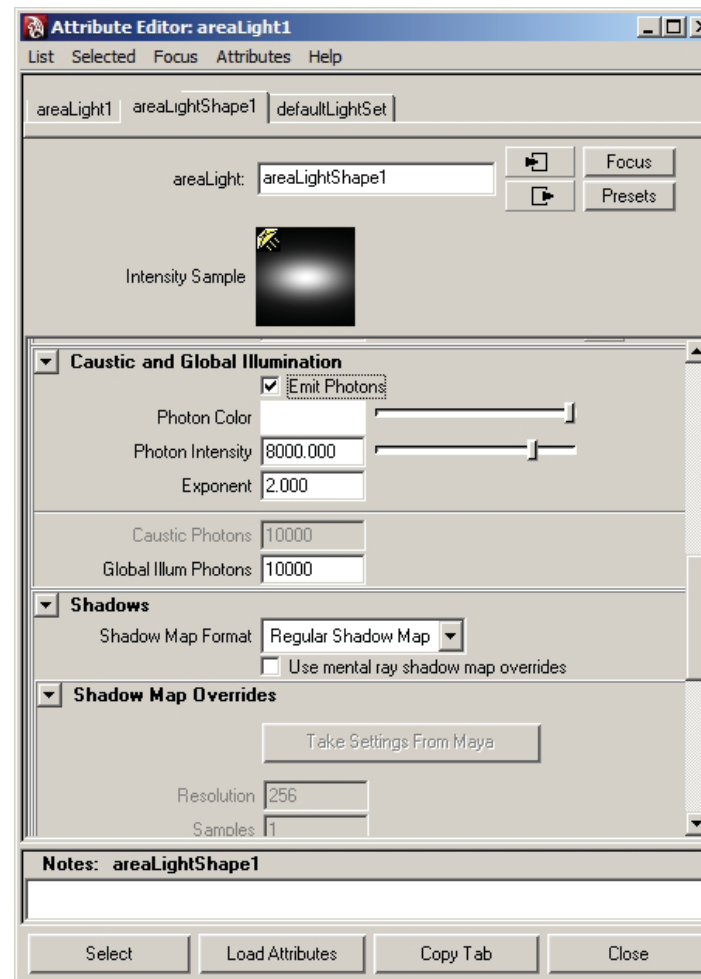 Attribute Editor: areaLight1
List Selected Focus Attributes Help
areaLight1 areaLightShape1 defaultLightSet
areaLight: areaLightShape1 Focus
Presets
Intensity Sample
Caustic and Global Illumination
Emit Photons
Photon Color
Photon Intensity 8000.000
Exponent 2.000
Caustic Photons 10000
Global Illum Photons 10000
Shadows
Shadow Map Format Regular Shadow Map
Use mental ray shadow map overrides
Shadow Map Overrides
Take Settings From Maya
Resolution 256
Samples 1
Notes: areaLightShape1
Select Load Attributes Copy Tab Close